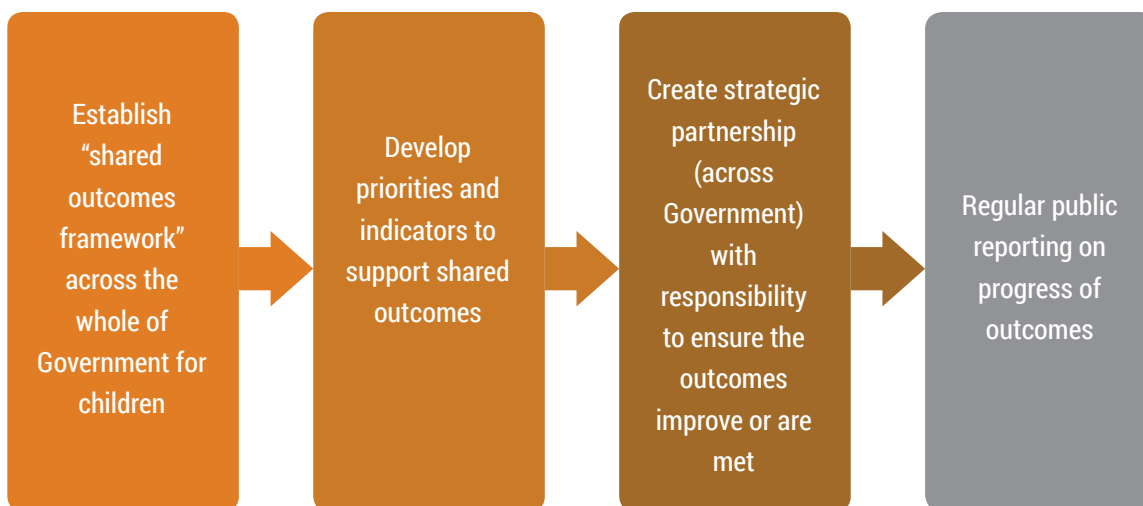 Establish
“shared
outcomes
framework”
across the
whole of
Government for
children
Develop
priorities and
indicators to
support shared
outcomes
Create strategic
partnership
(across
Government)
with
responsibility
to ensure the
outcomes
improve or are
met
Regular public
reporting on
progress of
outcomes